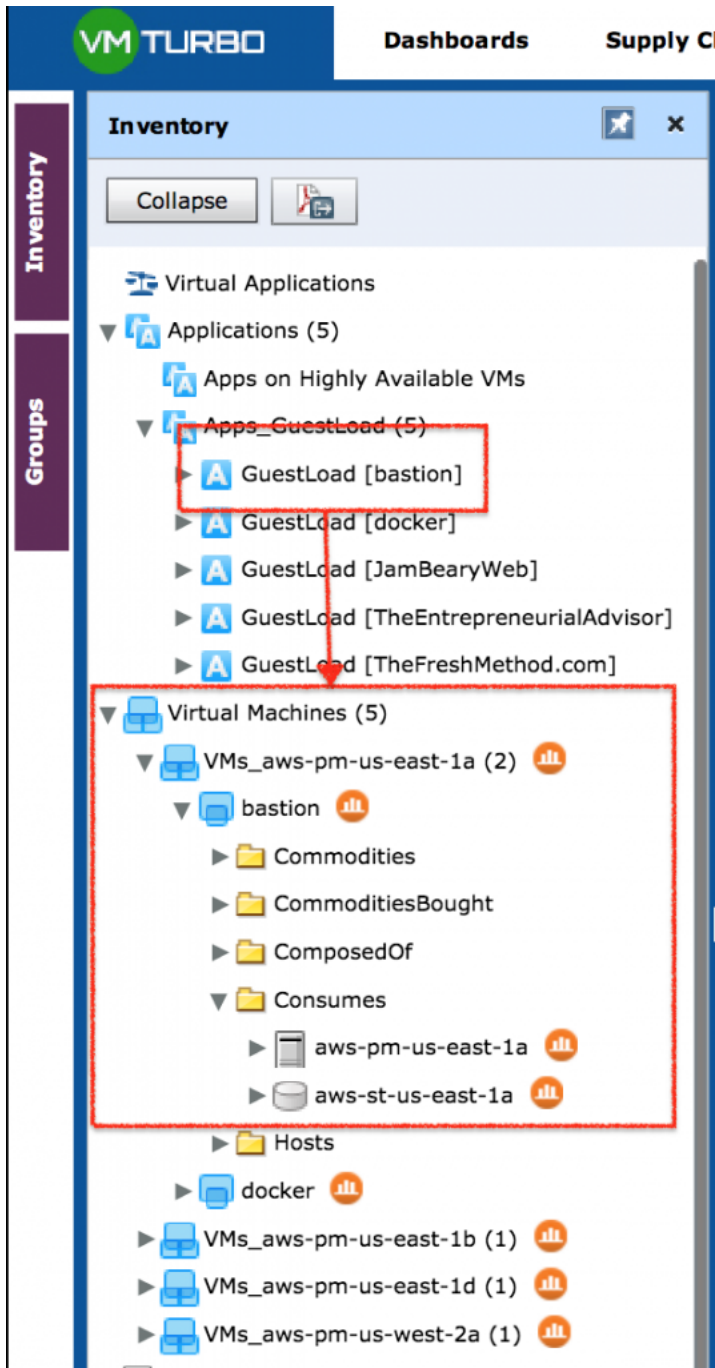 VMTURBO
Dashboards
Supply Cl
Inventory
Groups
Inventory
Collapse
Virtual Applications
Applications (5)
Apps on Highly Available VMs
Apps_GuestLoad (5)
GuestLoad [bastion]
GuestLoad [docker]
GuestLoad [JamBearyWeb]
GuestLoad [TheEntrepreneurialAdvisor]
GuestLoad [TheFreshMethod.com]
Virtual Machines (5)
VMs_aws-pm-us-east-1a (2)
bastion
Commodities
CommoditiesBought
ComposedOf
Consumes
aws-pm-us-east-1a
aws-st-us-east-1a
Hosts
docker
VMs_aws-pm-us-east-1b (1)
VMs_aws-pm-us-east-1d (1)
VMs_aws-pm-us-west-2a (1)